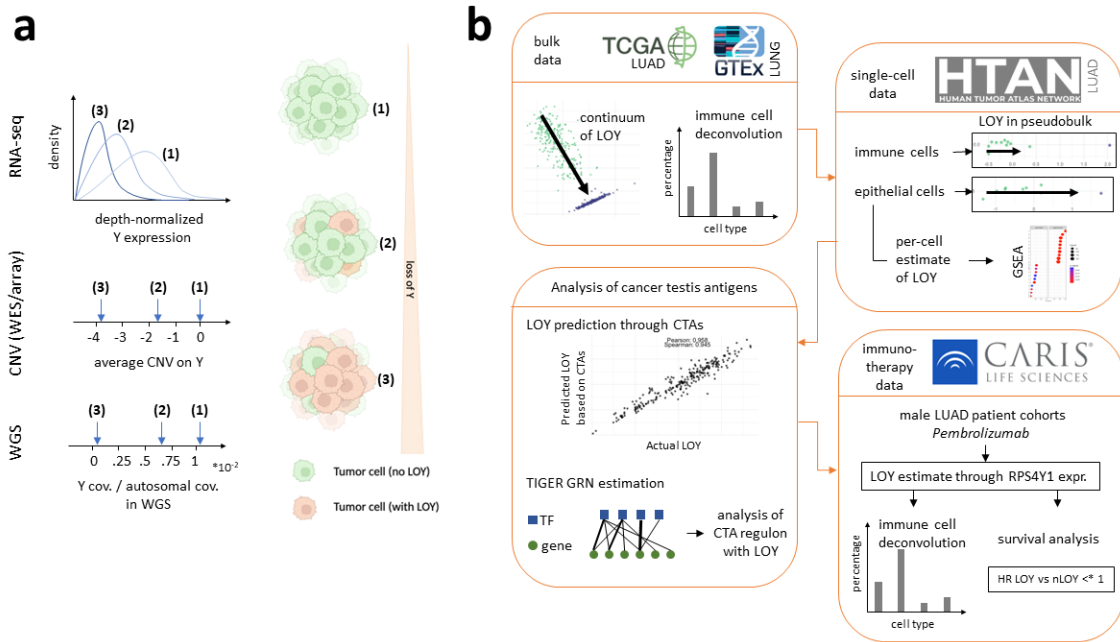 a
RNA-seq
density
(3)
(2)
(1)
depth-normalized
Y expression
CNV (WES/array)
(3)
(2)
(1)
-4
-3
-2
-1
0
average CNV on Y
WGS
(3)
(2)
(1)
0
.25
.5
.75
1
*10⁻²
Y cov. / autosomal cov.
in WGS
(1)
(2)
(3)
loss of Y
Tumor cell (no LOY)
Tumor cell (with LOY)
b
bulk
data
TCGA
LUAD
GTEx
LUNG
continuum
of LOY
immune cell
deconvolution
percentage
cell type
single-cell
data
HTAN
HUMAN TUMOR ATLAS NETWORK
LUAD
LOY in pseudobulk
immune cells
epithelial cells
per-cell
estimate
of LOY
GSEA
Analysis of cancer testis antigens
LOY prediction through CTAs
Predicted LOY
based on CTAs
Pearson: 0.958
Spearman: 0.945
Actual LOY
TIGER GRN estimation
TF
gene
analysis of
CTA regulon
with LOY
immuno-
therapy
data
CARIS®
LIFE SCIENCES
male LUAD patient cohorts
Pembrolizumab
LOY estimate through RPS4Y1 expr.
immune cell
deconvolution
percentage
cell type
survival analysis
HR LOY vs nLOY <* 1